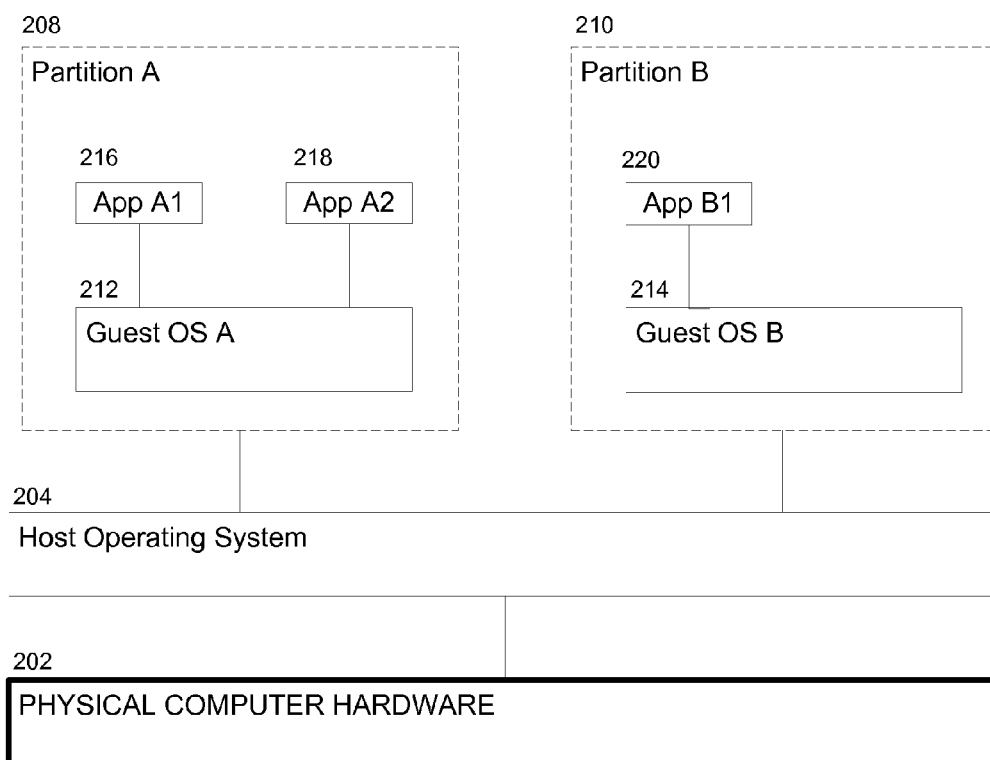 208 210
Partition A Partition B
216 218 220
App A1 App A2 App B1
212 214
Guest OS A Guest OS B
204
Host Operating System
202
PHYSICAL COMPUTER HARDWARE